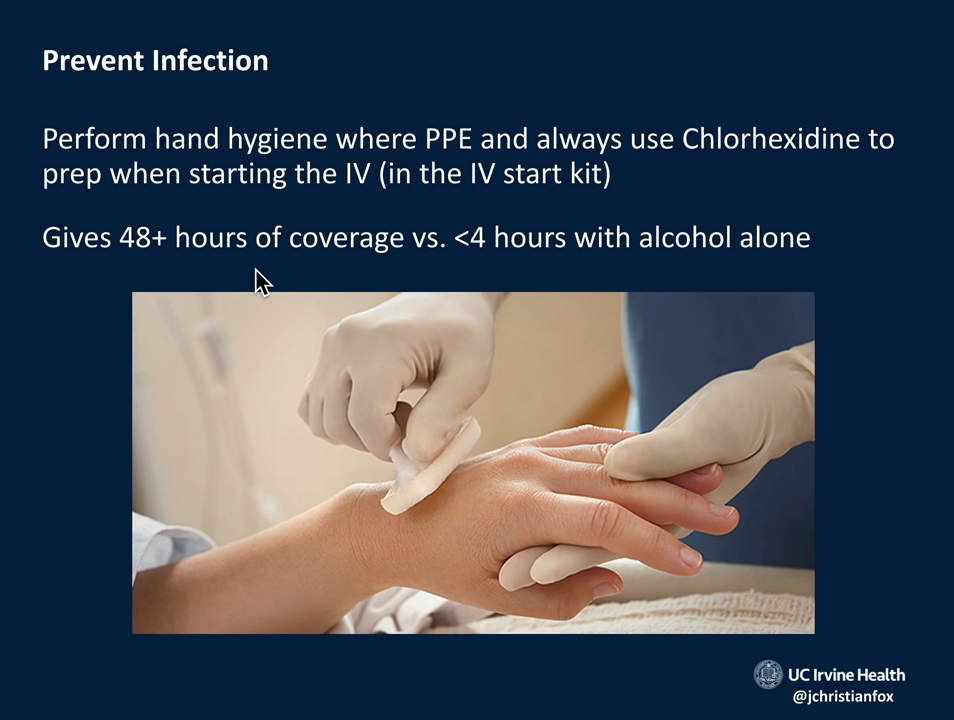 Prevent Infection
Perform hand hygiene where PPE and always use Chlorhexidine to
prep when starting the IV (in the IV start kit)
Gives 48+ hours of coverage vs. <4 hours with alcohol alone
UC Irvine Health
@jchristianfox